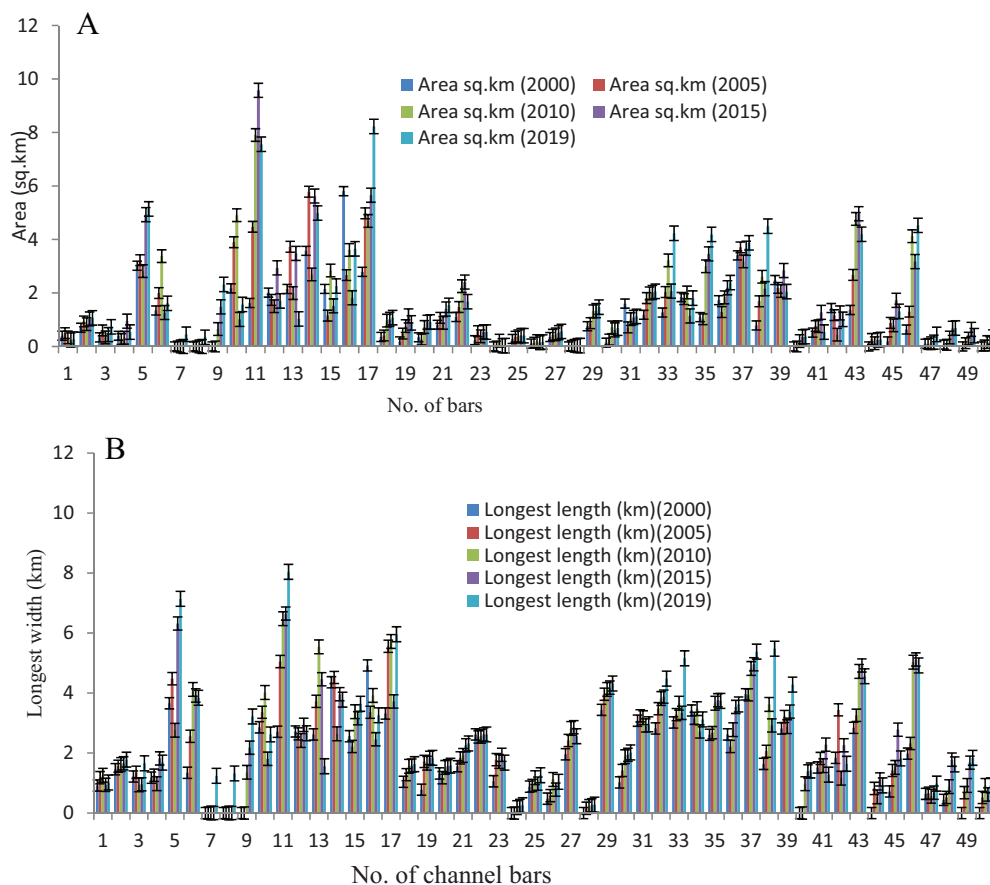 A
12
10
8
6
4
2
0
Area (sq.km)
Area sq.km (2000) Area sq.km (2005)
Area sq.km (2010) Area sq.km (2015)
Area sq.km (2019)
1 3 5 7 9 11 13 15 17 19 21 23 25 27 29 31 33 35 37 39 41 43 45 47 49
No. of bars
B
12
10
8
6
4
2
0
Longest width (km)
Longest length (km)(2000)
Longest length (km)(2005)
Longest length (km)(2010)
Longest length (km)(2015)
Longest length (km)(2019)
1 3 5 7 9 11 13 15 17 19 21 23 25 27 29 31 33 35 37 39 41 43 45 47 49
No. of channel bars